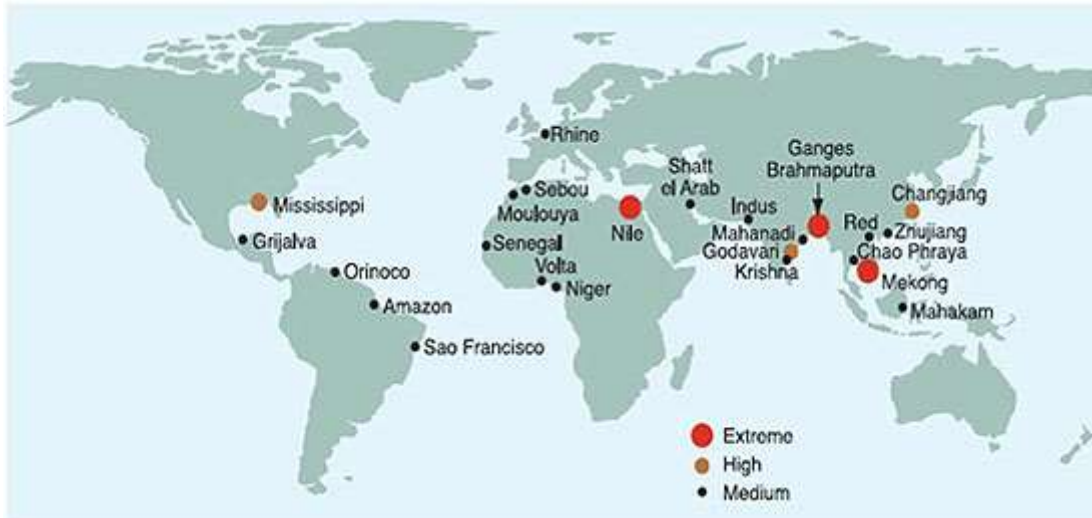 Rhine
Ganges
Brahmaputra
Shatt
el Arab
Changjiang
Sebou
Moulouya
Mississippi
Indus
Nile
Red
Zhujiang
Mahanadi
Grijalva
Senegal
Godavari
Chao Phraya
Krishna
Volta
Orinoco
Niger
Mekong
Amazon
Mahakam
Sao Francisco
Extreme
High
Medium